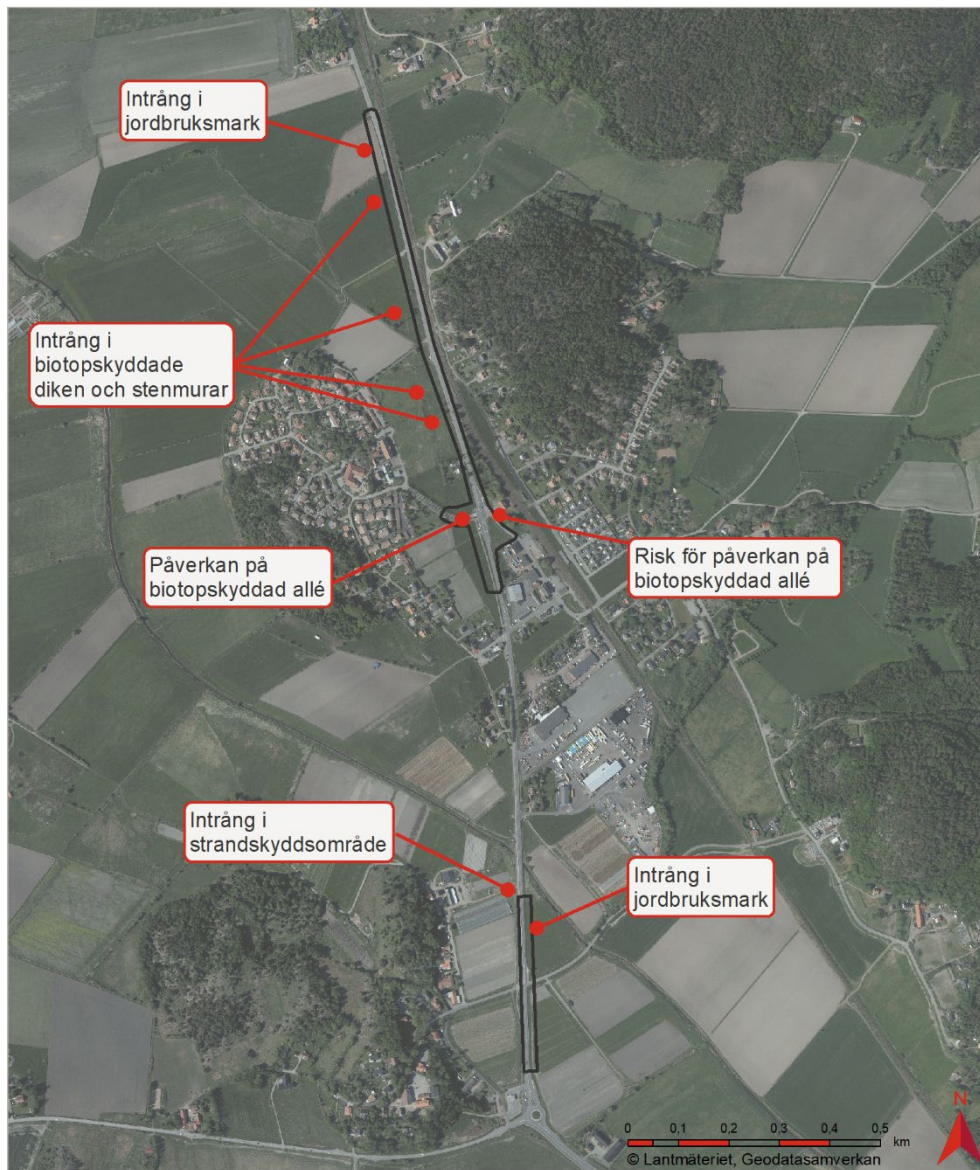 Intrång i
jordbruksmark
Intrång i
biotopskyddade
diken och stenmurar
Påverkan på
biotopskyddad allé
Risk för påverkan på
biotopskyddad allé
Intrång i
strandskyddsområde
Intrång i
jordbruksmark
N
0 0,1 0,2 0,3 0,4 0,5
km
© Lantmäteriet, Geodatasamverkan